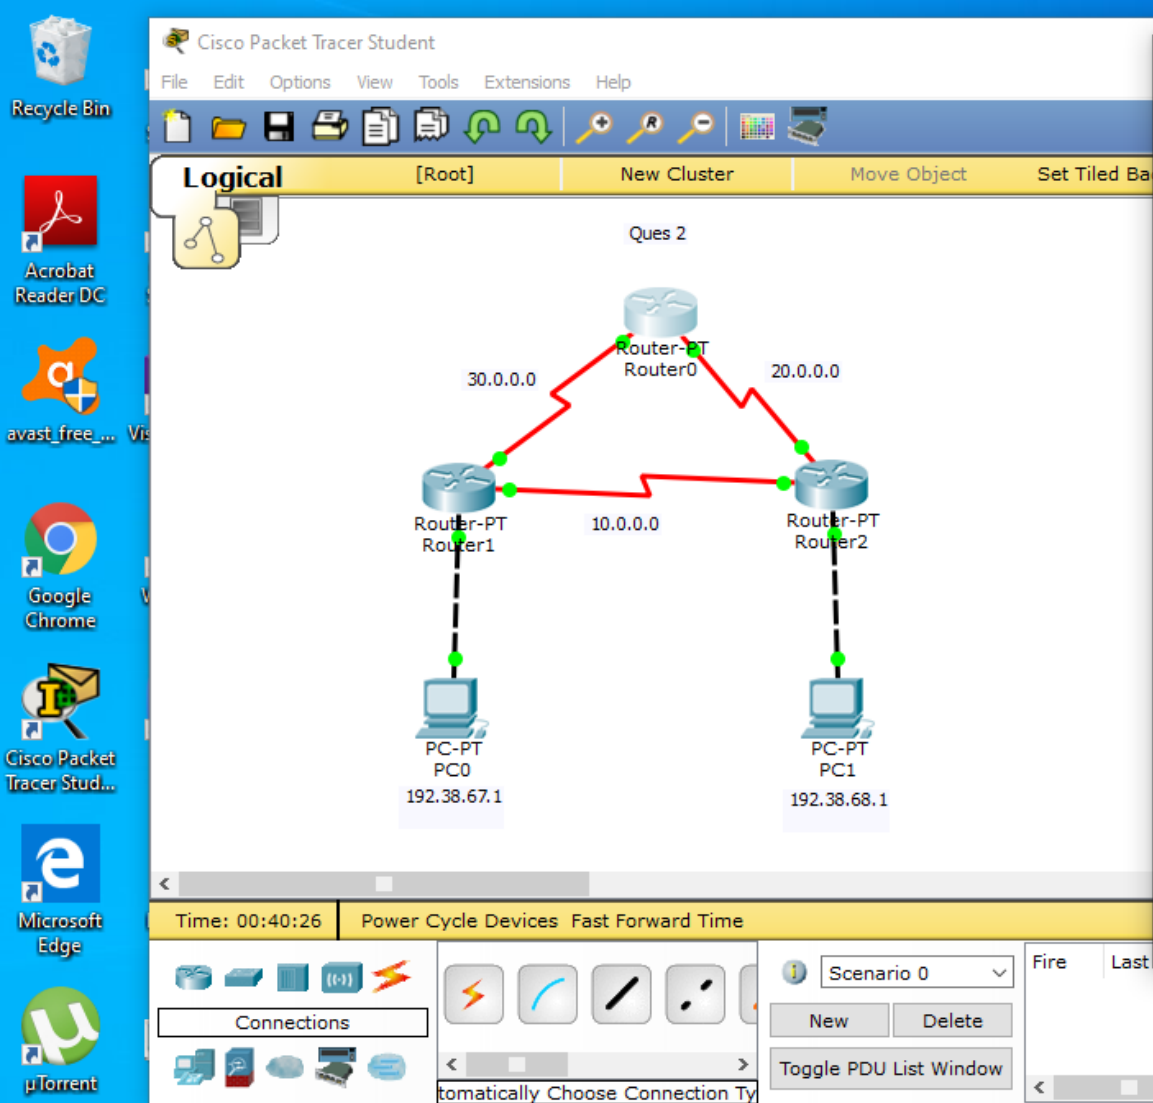 Recycle Bin
Acrobat
Reader DC
avast_free_...
Vis
Google
Chrome
Cisco Packet
Tracer Stud...
Microsoft
Edge
µTorrent
Cisco Packet Tracer Student
File Edit Options View Tools Extensions Help
Logical [Root] New Cluster Move Object Set Tiled Ba
Ques 2
Router-PT
Router0
30.0.0.0
20.0.0.0
Router-PT
Router1
10.0.0.0
Router-PT
Router2
PC-PT
PC0
192.38.67.1
PC-PT
PC1
192.38.68.1
Time: 00:40:26 Power Cycle Devices Fast Forward Time
Connections
tomatically Choose Connection Ty
Scenario 0
New Delete
Toggle PDU List Window
Fire Last